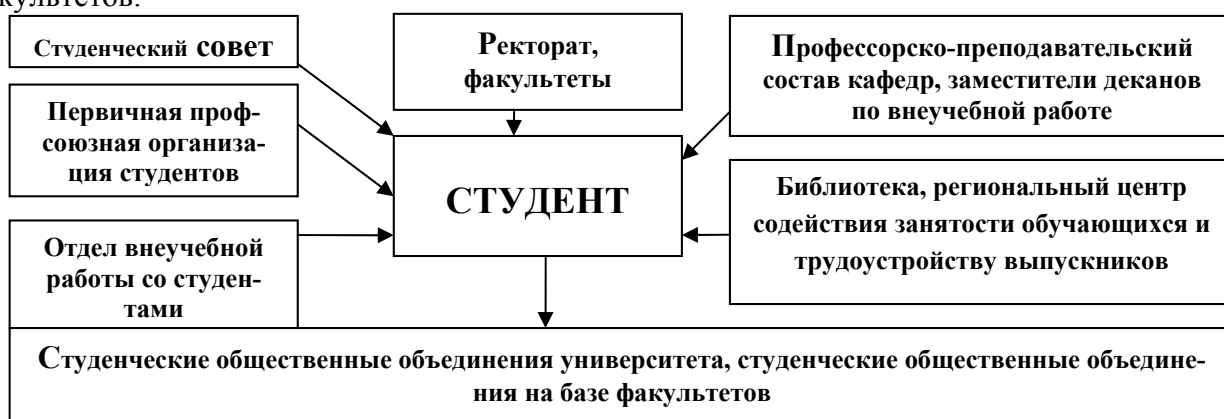 культетов.
Студенческий совет
Ректорат,
факультеты
Профессорско-преподавательский
состав кафедр, заместители деканов
по внеучебной работе
Первичная проф-
союзная организа-
ция студентов
СТУДЕНТ
Библиотека, региональный центр
содействия занятости обучающихся и
трудоустройству выпускников
Отдел внеучебной
работы со студен-
тами
Студенческие общественные объединения университета, студенческие общественные объедине-
ния на базе факультетов